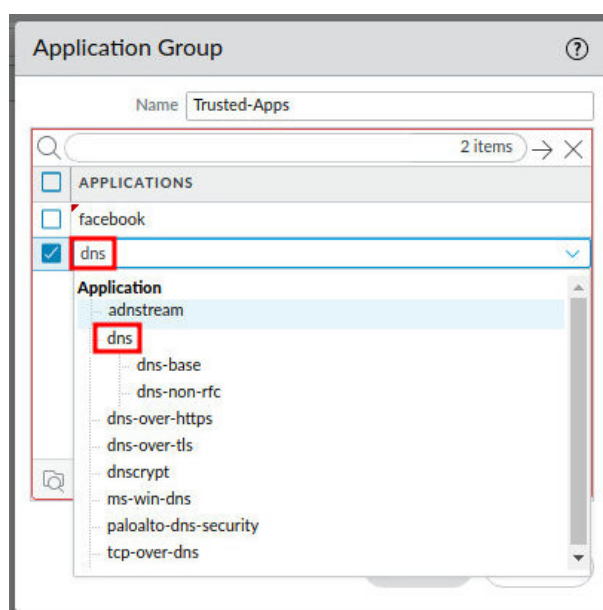 Application Group
Name Trusted-Apps
2 items
APPLICATIONS
facebook
dns
Application
adnstream
dns
dns-base
dns-non-rfc
dns-over-https
dns-over-tls
dnscrypt
ms-win-dns
paloalto-dns-security
tcp-over-dns